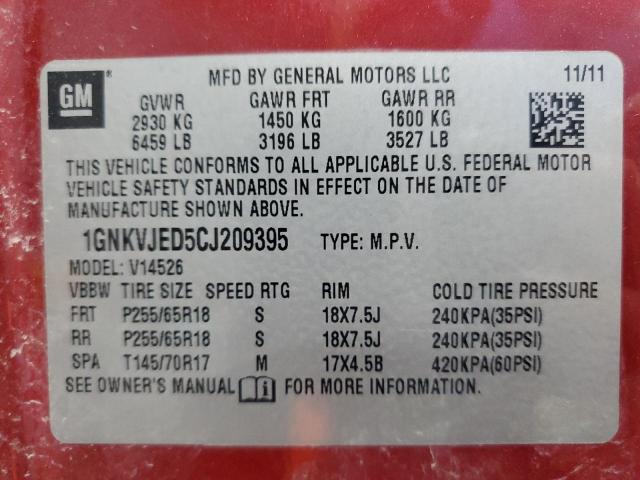 GM ®
MFD BY GENERAL MOTORS LLC 11/11
GVWR GAWR FRT GAWR RR
2930 KG 1450 KG 1600 KG
6459 LB 3196 LB 3527 LB
THIS VEHICLE CONFORMS TO ALL APPLICABLE U.S. FEDERAL MOTOR
VEHICLE SAFETY STANDARDS IN EFFECT ON THE DATE OF
MANUFACTURE SHOWN ABOVE.
1GNKVJED5CJ209395 TYPE: M.P.V.
MODEL: V14526
VBBW TIRE SIZE SPEED RTG RIM COLD TIRE PRESSURE
FRT P255/65R18 S 18X7.5J 240KPA(35PSI)
RR P255/65R18 S 18X7.5J 240KPA(35PSI)
SPA T145/70R17 M 17X4.5B 420KPA(60PSI)
SEE OWNER'S MANUAL FOR MORE INFORMATION.